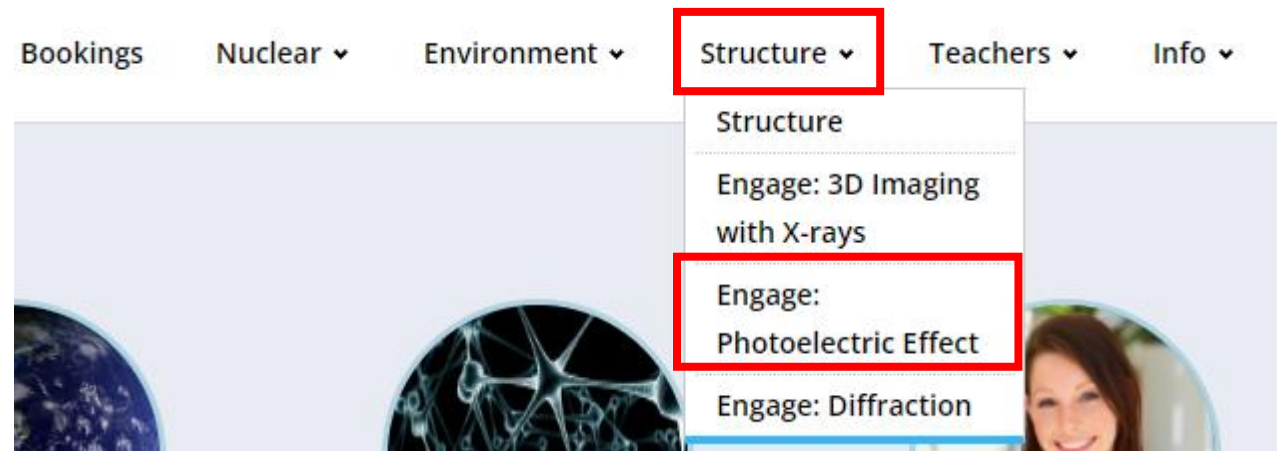 Bookings Nuclear Environment Structure Teachers Info
Structure
Engage: 3D Imaging
with X-rays
Engage:
Photoelectric Effect
Engage: Diffraction